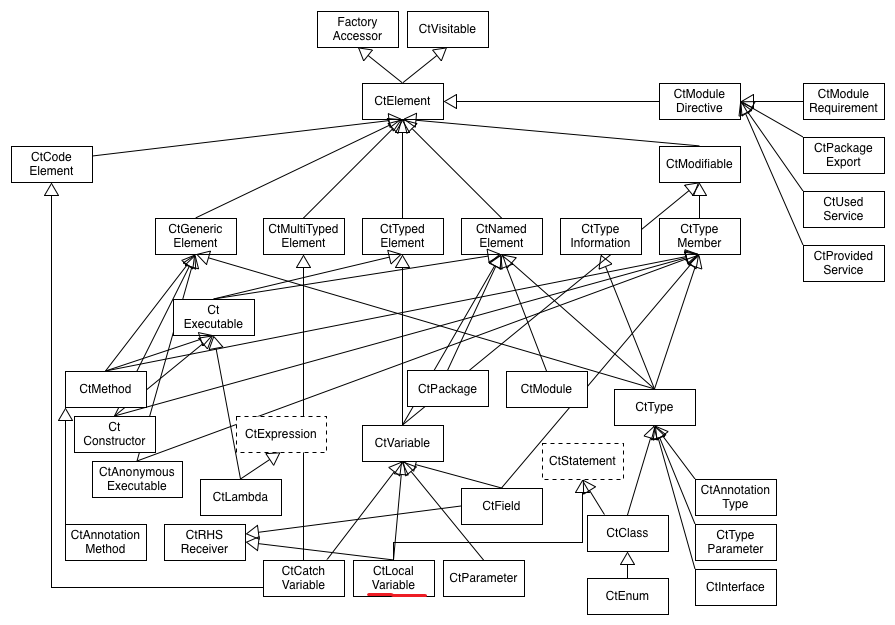 Factory
Accessor
CtVisitable
CtElement
CtModule
Directive
CtModule
Requirement
CtPackage
Export
CtUsed
Service
CtProvided
Service
CtCode
Element
CtModifiable
CtGeneric
Element
CtMultiTyped
Element
CtTyped
Element
CtNamed
Element
CtType
Information
CtType
Member
Ct
Executable
CtMethod
CtPackage
CtModule
CtType
Ct
Constructor
CtExpression
CtVariable
CtStatement
CtAnonymous
Executable
CtLambda
CtField
CtAnnotation
Type
CtAnnotation
Method
CtRHS
Receiver
CtClass
CtType
Parameter
CtCatch
Variable
CtLocal
Variable
CtParameter
CtEnum
CtInterface